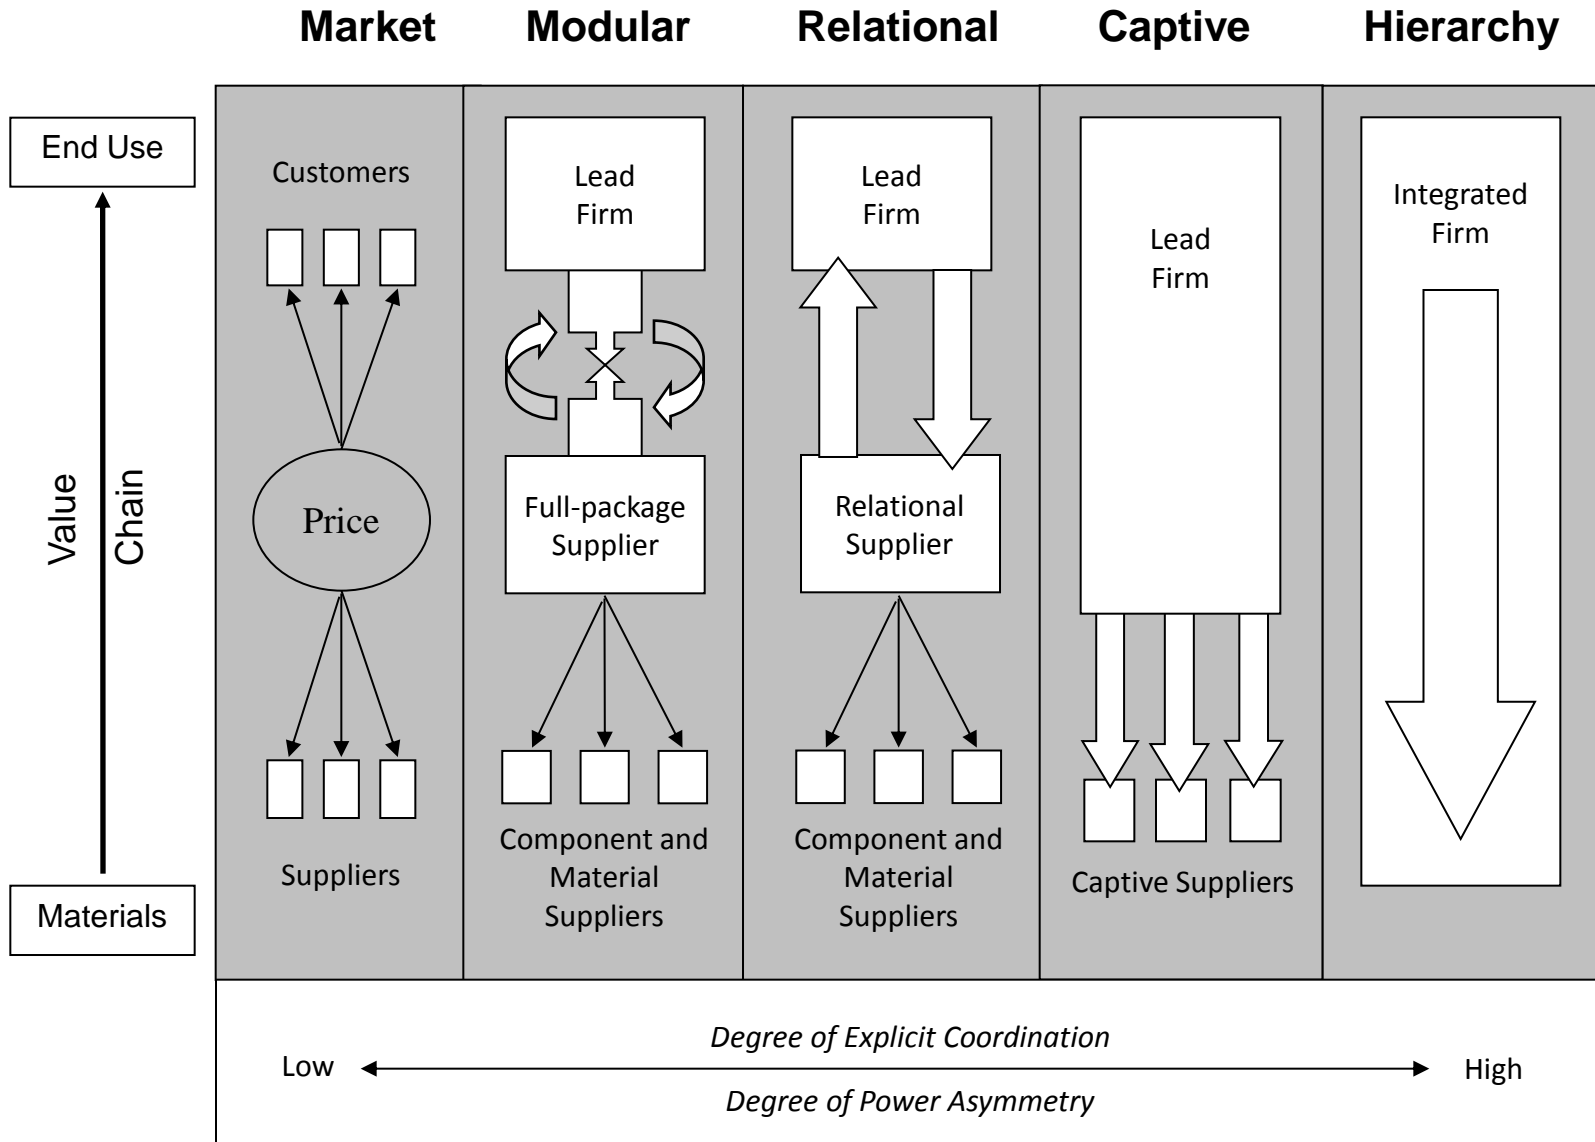 Market
Modular
Relational
Captive
Hierarchy
End Use
Value
Chain
Materials
Customers
Price
Suppliers
Lead
Firm
Full-package
Supplier
Component and
Material
Suppliers
Lead
Firm
Relational
Supplier
Component and
Material
Suppliers
Lead
Firm
Captive Suppliers
Integrated
Firm
Degree of Explicit Coordination
Low
High
Degree of Power Asymmetry